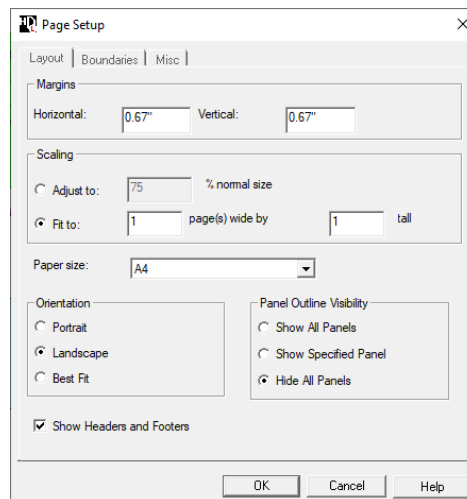 Page Setup
Layout Boundaries Misc
Margins
Horizontal: 0.67" Vertical: 0.67"
Scaling
Adjust to: 75 % normal size
Fit to: 1 page(s) wide by 1 tall
Paper size: A4
Orientation Panel Outline Visibility
Portrait Show All Panels
Landscape Show Specified Panel
Best Fit Hide All Panels
Show Headers and Footers
OK Cancel Help